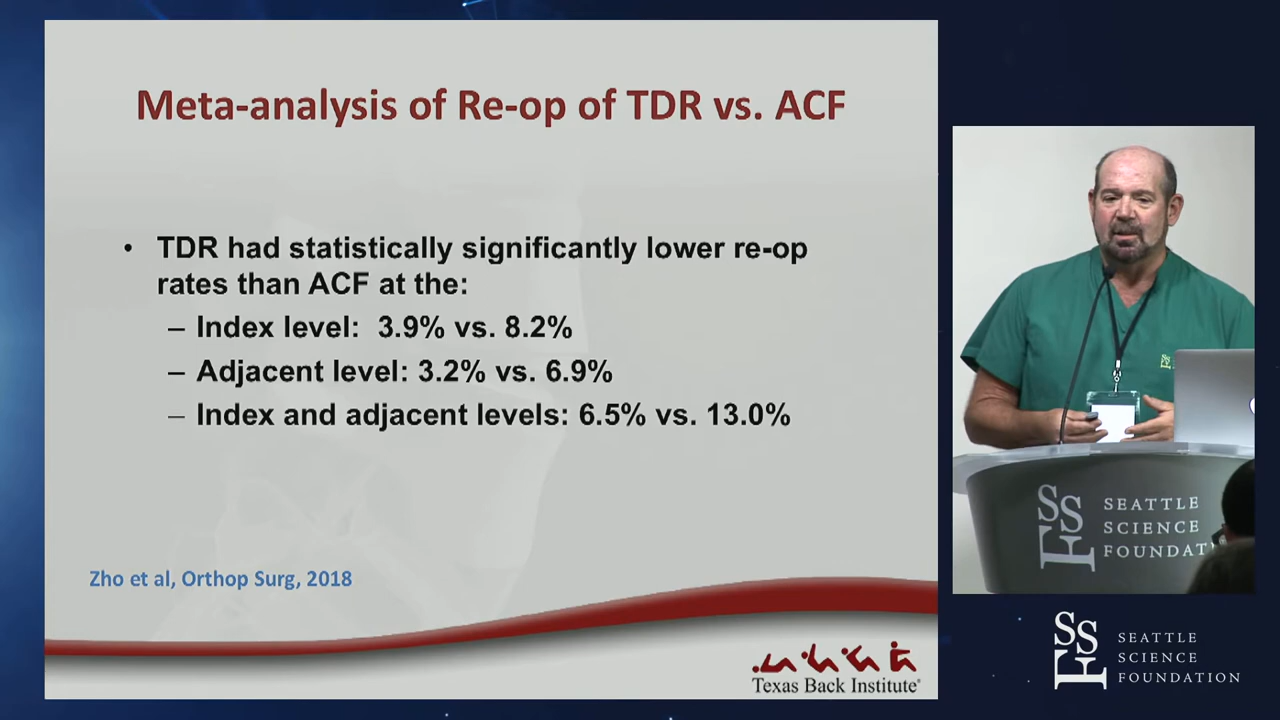 Meta-analysis of Re-op of TDR vs. ACF
• TDR had statistically significantly lower re-op
rates than ACF at the:
– Index level: 3.9% vs. 8.2%
– Adjacent level: 3.2% vs. 6.9%
– Index and adjacent levels: 6.5% vs. 13.0%
Zho et al, Orthop Surg, 2018
Texas Back Institute
SSF
SEATTLE
SCIENCE
SSF
SEATTLE
SCIENCE
FOUNDATION